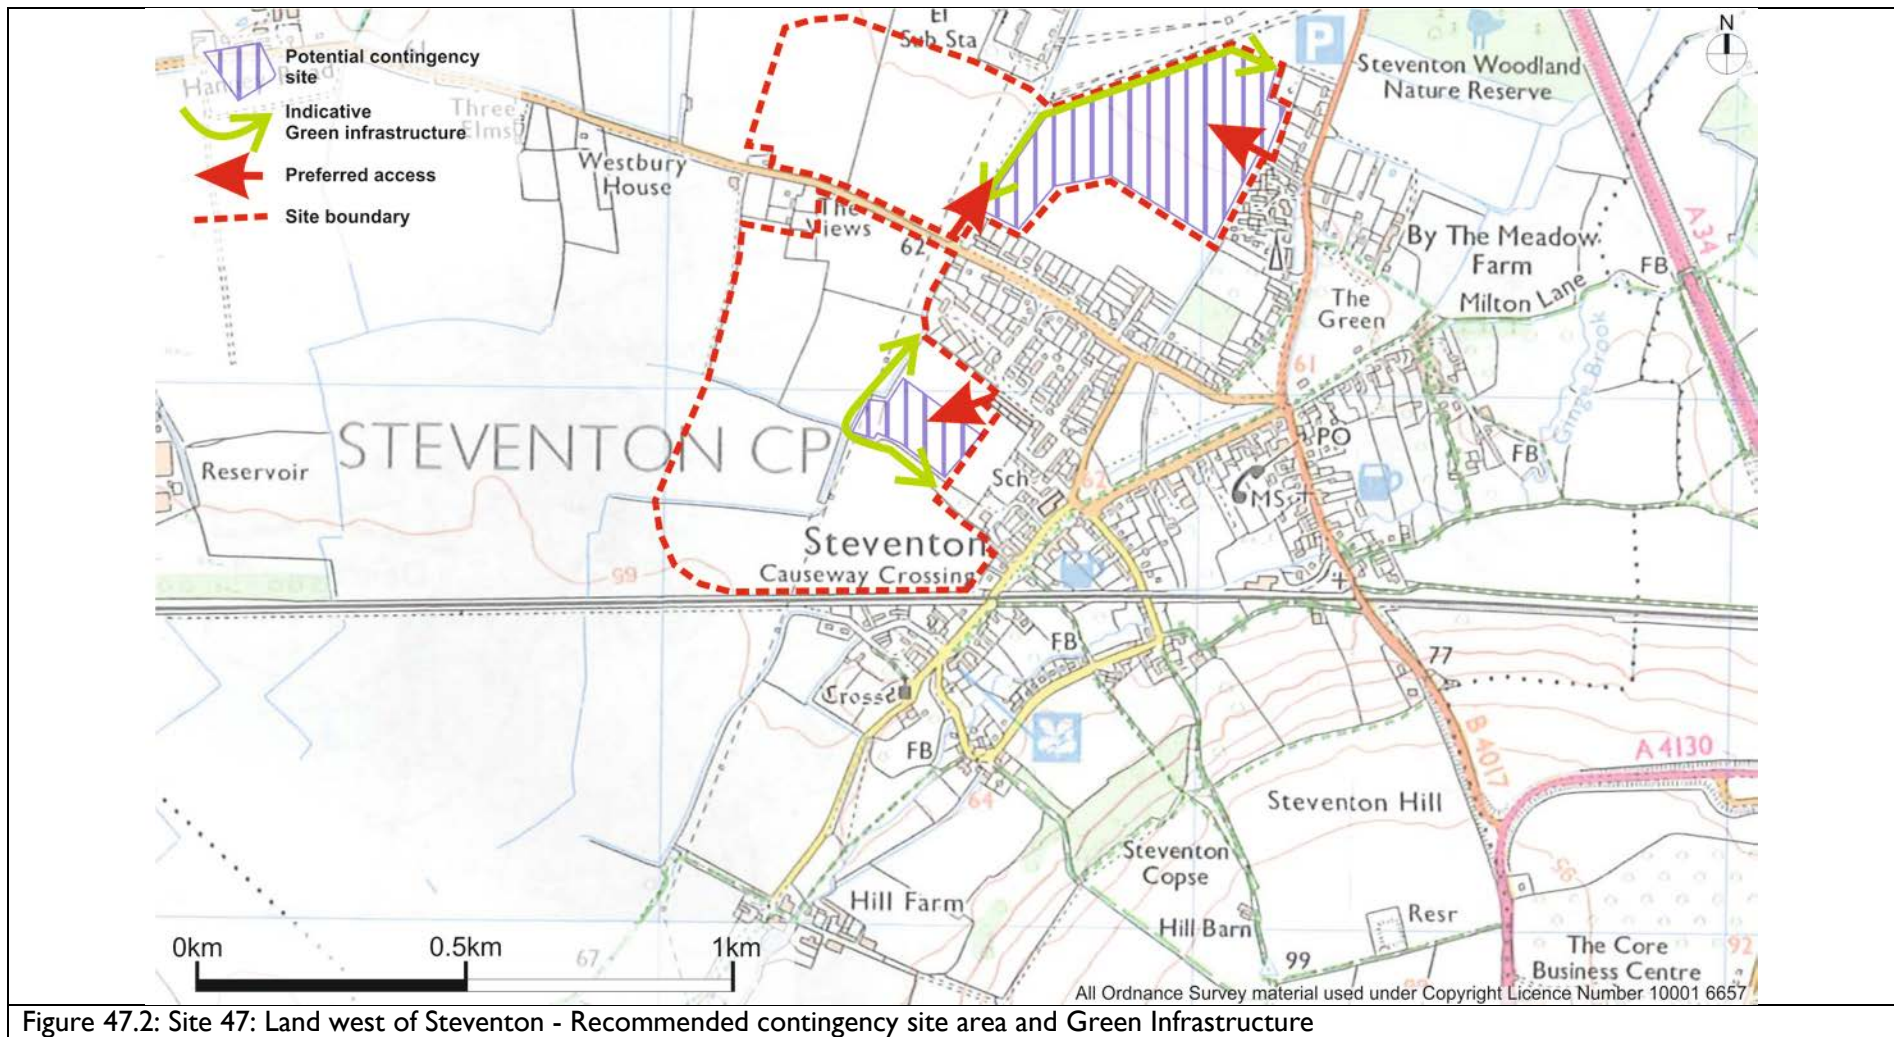 N
El
Sub Sta
P
Potential contingency
site
Indicative
Green infrastructure
Preferred access
Site boundary
Three
Elms
Westbury
House
The
Views
62
Steventon Woodland
Nature Reserve
A34
By The Meadow
Farm
FB
Milton Lane
The
Green
61
Ginge Brook
STEVENTON CP
Reservoir
PO
FB
MS
Sch
62
Steventon
Causeway Crossing
65
FB
77
Cross
FB
B 4017
A 4130
64
Steventon Hill
Steventon
Copse
Hill Farm
Hill Barn
Resr
99
The Core
Business Centre
92
67
0km
0.5km
1km
All Ordnance Survey material used under Copyright Licence Number 10001 6657
Figure 47.2: Site 47: Land west of Steventon - Recommended contingency site area and Green Infrastructure